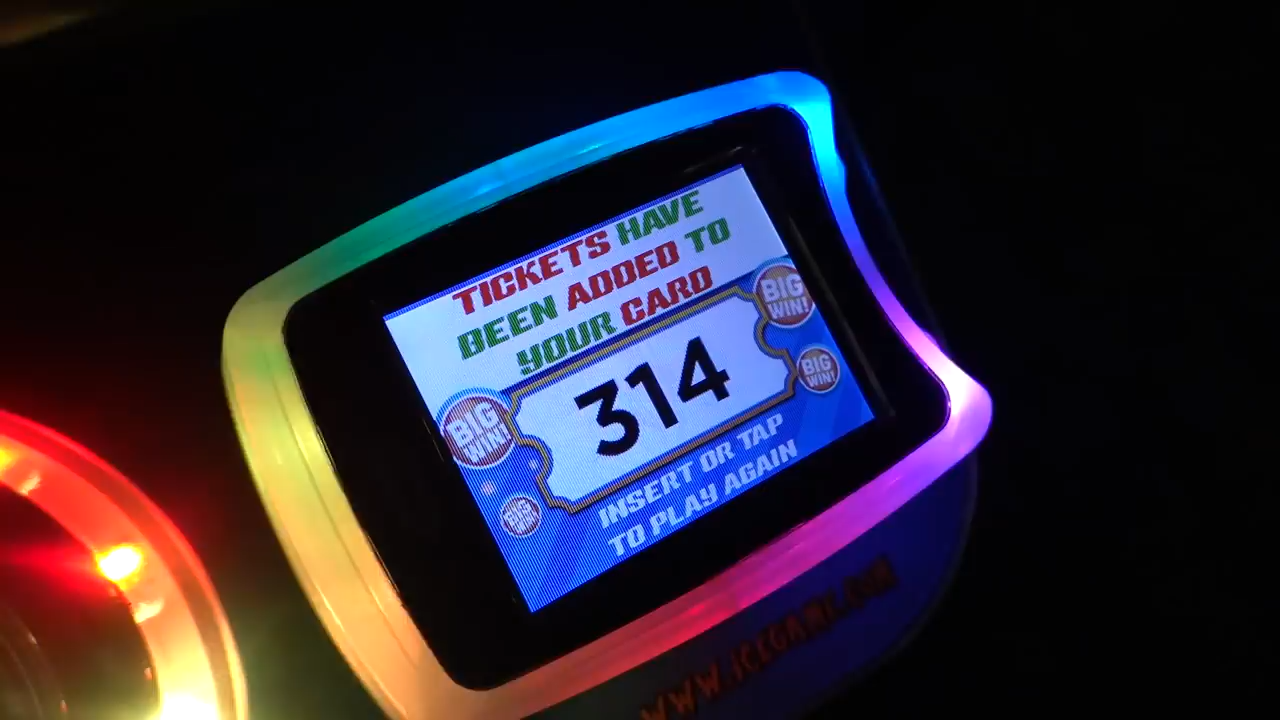 TICKETS HAVE
BEEN ADDED TO
YOUR CARD
BIG
WIN!
BIG
WIN!
314
BIG
WIN!
BIG
WIN!
INSERT OR TAP
TO PLAY AGAIN
WWW.ICEGAME.COM